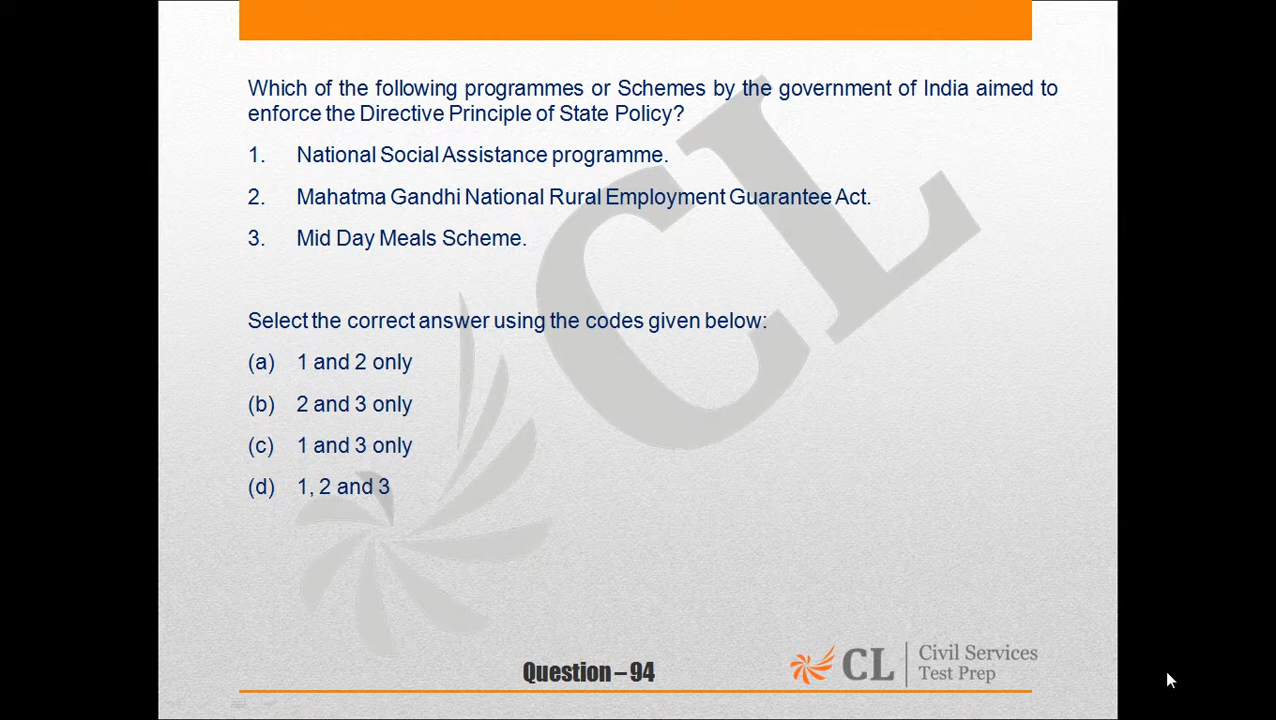 Which of the following programmes or Schemes by the government of India aimed to
enforce the Directive Principle of State Policy?
1. National Social Assistance programme.
2. Mahatma Gandhi National Rural Employment Guarantee Act.
3. Mid Day Meals Scheme.
Select the correct answer using the codes given below:
(a) 1 and 2 only
(b) 2 and 3 only
(c) 1 and 3 only
(d) 1, 2 and 3
CL
Question – 94
CL Civil Services
Test Prep